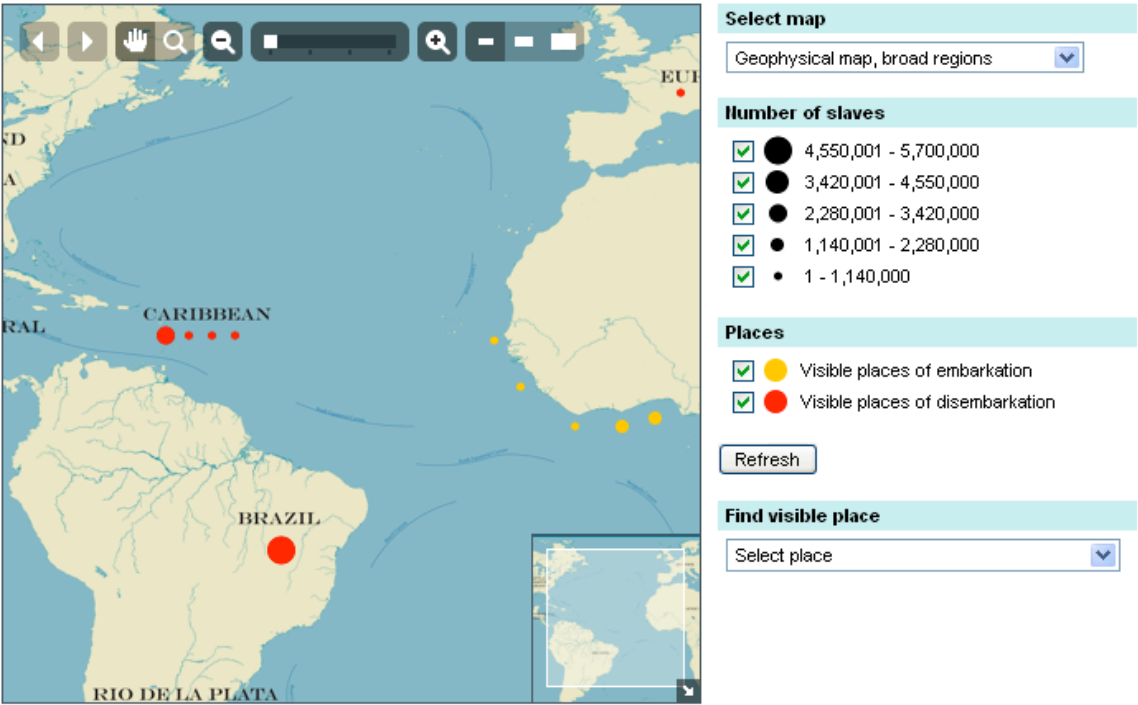 EUR
ND
A
CARIBBEAN
RAL
BRAZIL
RIO DE LA PLATA
Select map
Geophysical map, broad regions
Number of slaves
4,550,001 - 5,700,000
3,420,001 - 4,550,000
2,280,001 - 3,420,000
1,140,001 - 2,280,000
1 - 1,140,000
Places
Visible places of embarkation
Visible places of disembarkation
Refresh
Find visible place
Select place